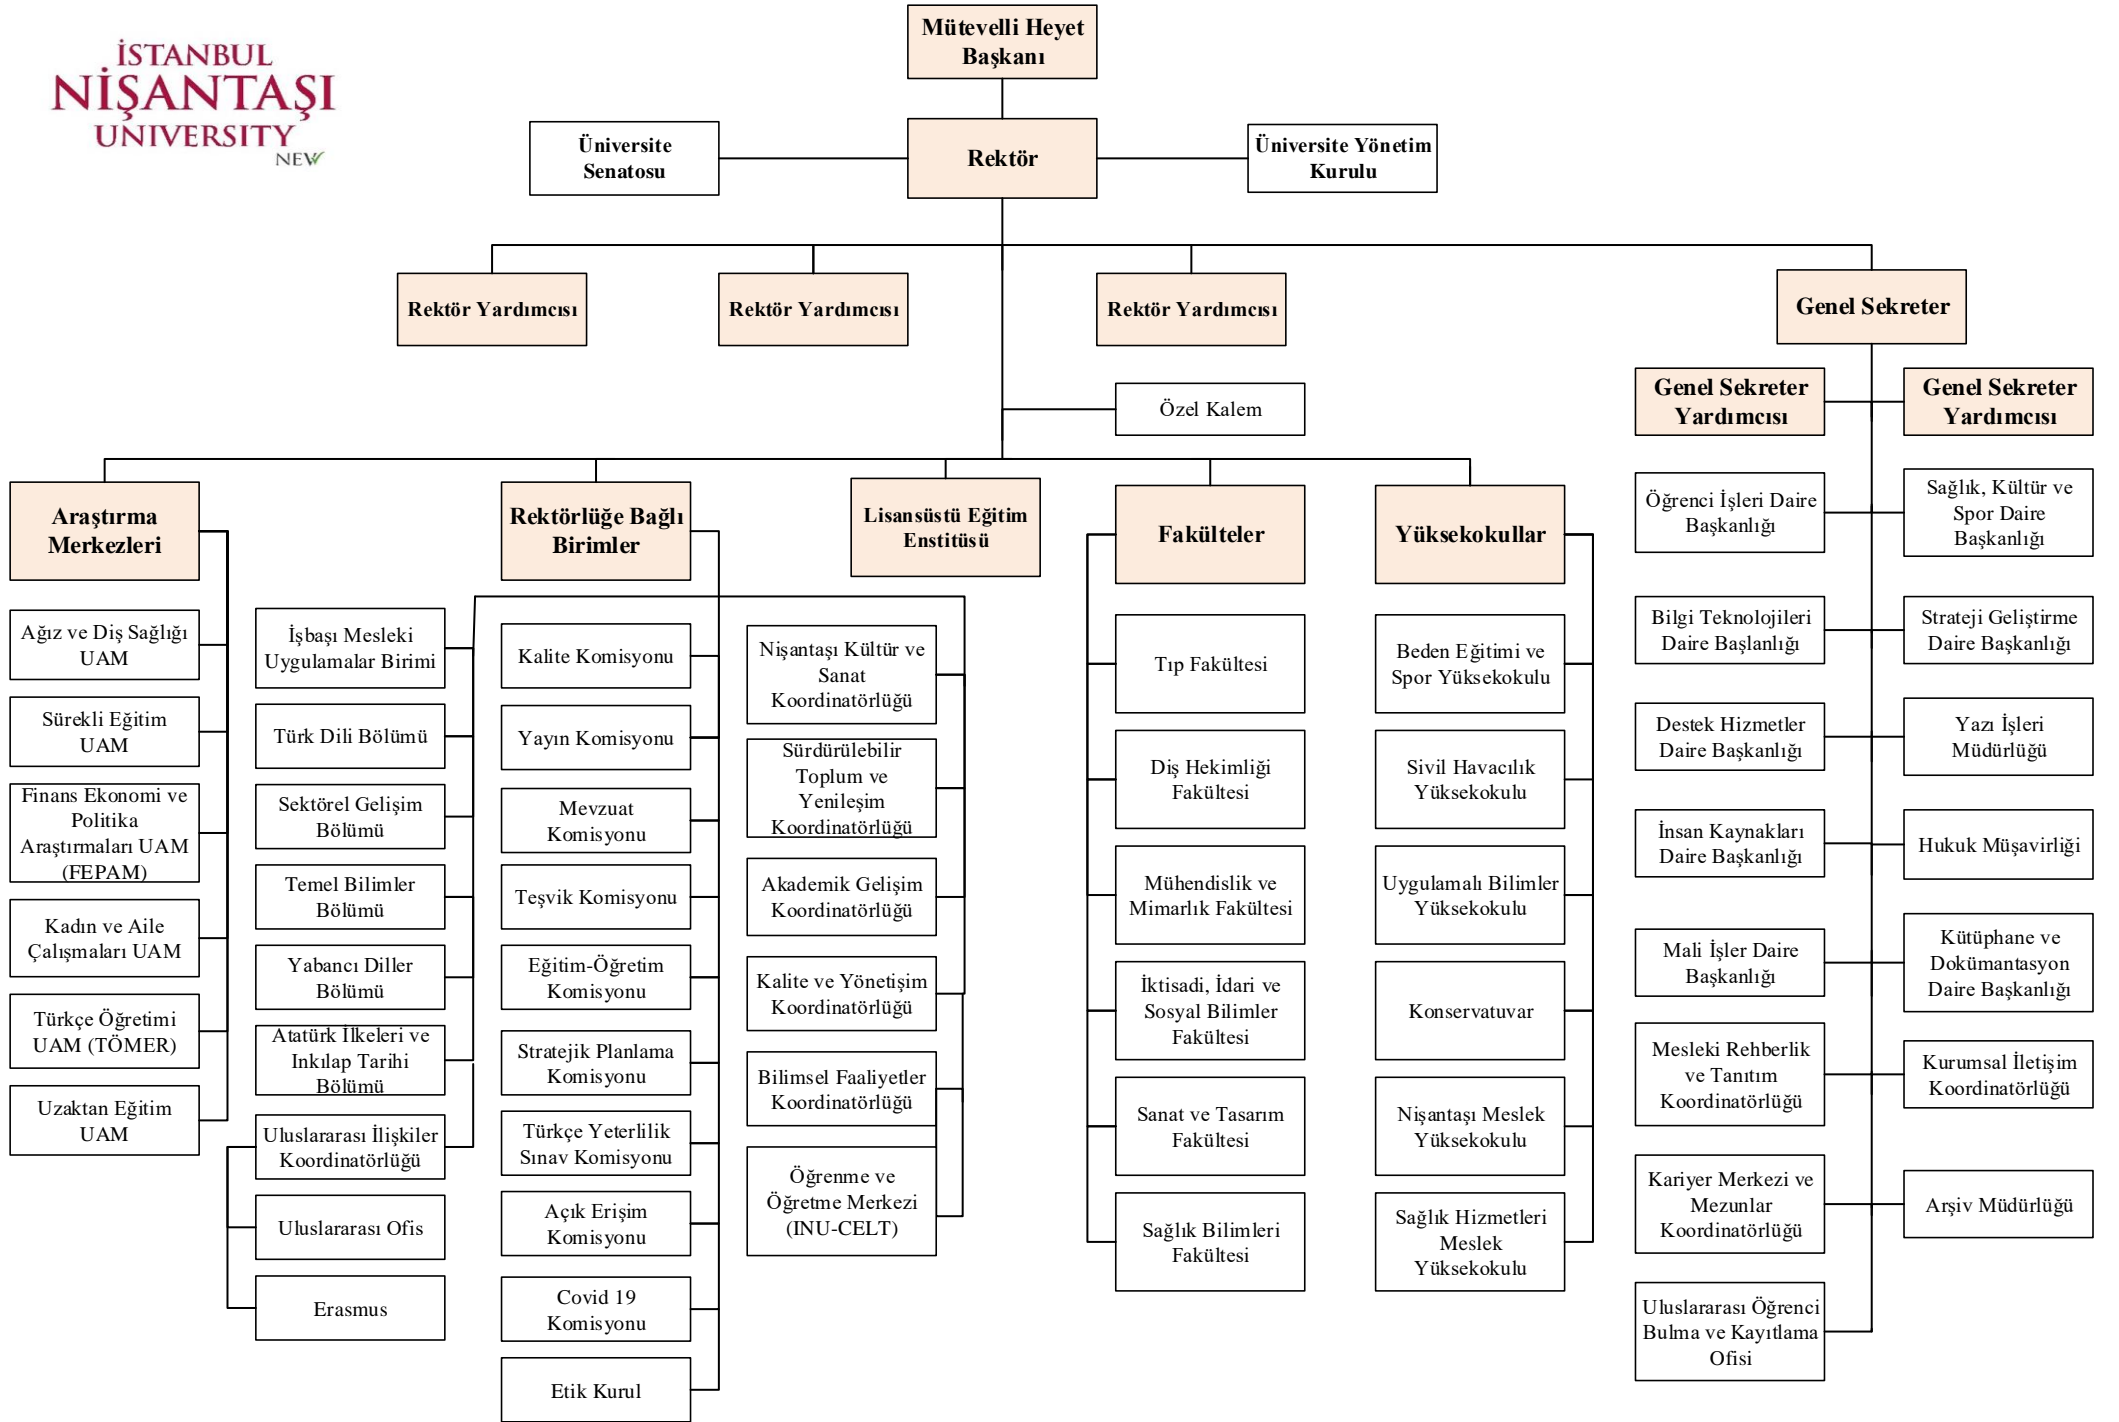 İSTANBUL
NİŞANTAŞI
UNIVERSITY
NEW
Mütevelli Heyet
Başkanı
Üniversite
Senatosu
Rektör
Üniversite Yönetim
Kurulu
Rektör Yardımcısı
Rektör Yardımcısı
Rektör Yardımcısı
Genel Sekreter
Özel Kalem
Genel Sekreter
Yardımcısı
Genel Sekreter
Yardımcısı
Araştırma
Merkezleri
Rektörlüğe Bağlı
Birimler
Lisansüstü Eğitim
Enstitüsü
Fakülteler
Yüksekokullar
Ağız ve Diş Sağlığı
UAM
Sürekli Eğitim
UAM
Finans Ekonomi ve
Politika
Araştırmaları UAM
(FEPAM)
Kadın ve Aile
Çalışmaları UAM
Türkçe Öğretimi
UAM (TÖMER)
Uzaktan Eğitim
UAM
İşbaşı Mesleki
Uygulamalar Birimi
Türk Dili Bölümü
Sektörel Gelişim
Bölümü
Temel Bilimler
Bölümü
Yabancı Diller
Bölümü
Atatürk İlkeleri ve
Inkılap Tarihi
Bölümü
Uluslararası İlişkiler
Koordinatörlüğü
Uluslararası Ofis
Erasmus
Kalite Komisyonu
Yayın Komisyonu
Mevzuat
Komisyonu
Teşvik Komisyonu
Eğitim-Öğretim
Komisyonu
Stratejik Planlama
Komisyonu
Türkçe Yeterlilik
Sınav Komisyonu
Açık Erişim
Komisyonu
Covid 19
Komisyonu
Etik Kurul
Nişantaşı Kültür ve
Sanat
Koordinatörlüğü
Sürdürülebilir
Toplum ve
Yenileşim
Koordinatörlüğü
Akademik Gelişim
Koordinatörlüğü
Kalite ve Yönetişim
Koordinatörlüğü
Bilimsel Faaliyetler
Koordinatörlüğü
Öğrenme ve
Öğretme Merkezi
(INU-CELT)
Tıp Fakültesi
Diş Hekimliği
Fakültesi
Mühendislik ve
Mimarlık Fakültesi
İktisadi, İdari ve
Sosyal Bilimler
Fakültesi
Sanat ve Tasarım
Fakültesi
Sağlık Bilimleri
Fakültesi
Beden Eğitimi ve
Spor Yüksekokulu
Sivil Havacılık
Yüksekokulu
Uygulamalı Bilimler
Yüksekokulu
Konservatuvar
Nişantaşı Meslek
Yüksekokulu
Sağlık Hizmetleri
Meslek
Yüksekokulu
Öğrenci İşleri Daire
Başkanlığı
Bilgi Teknolojileri
Daire Başlanlığı
Destek Hizmetler
Daire Başkanlığı
İnsan Kaynakları
Daire Başkanlığı
Mali İşler Daire
Başkanlığı
Mesleki Rehberlik
ve Tanıtım
Koordinatörlüğü
Kariyer Merkezi ve
Mezunlar
Koordinatörlüğü
Uluslararası Öğrenci
Bulma ve Kayıtlama
Ofisi
Sağlık, Kültür ve
Spor Daire
Başkanlığı
Strateji Geliştirme
Daire Başkanlığı
Yazı İşleri
Müdürlüğü
Hukuk Müşavirliği
Kütüphane ve
Dokümantasyon
Daire Başkanlığı
Kurumsal İletişim
Koordinatörlüğü
Arşiv Müdürlüğü